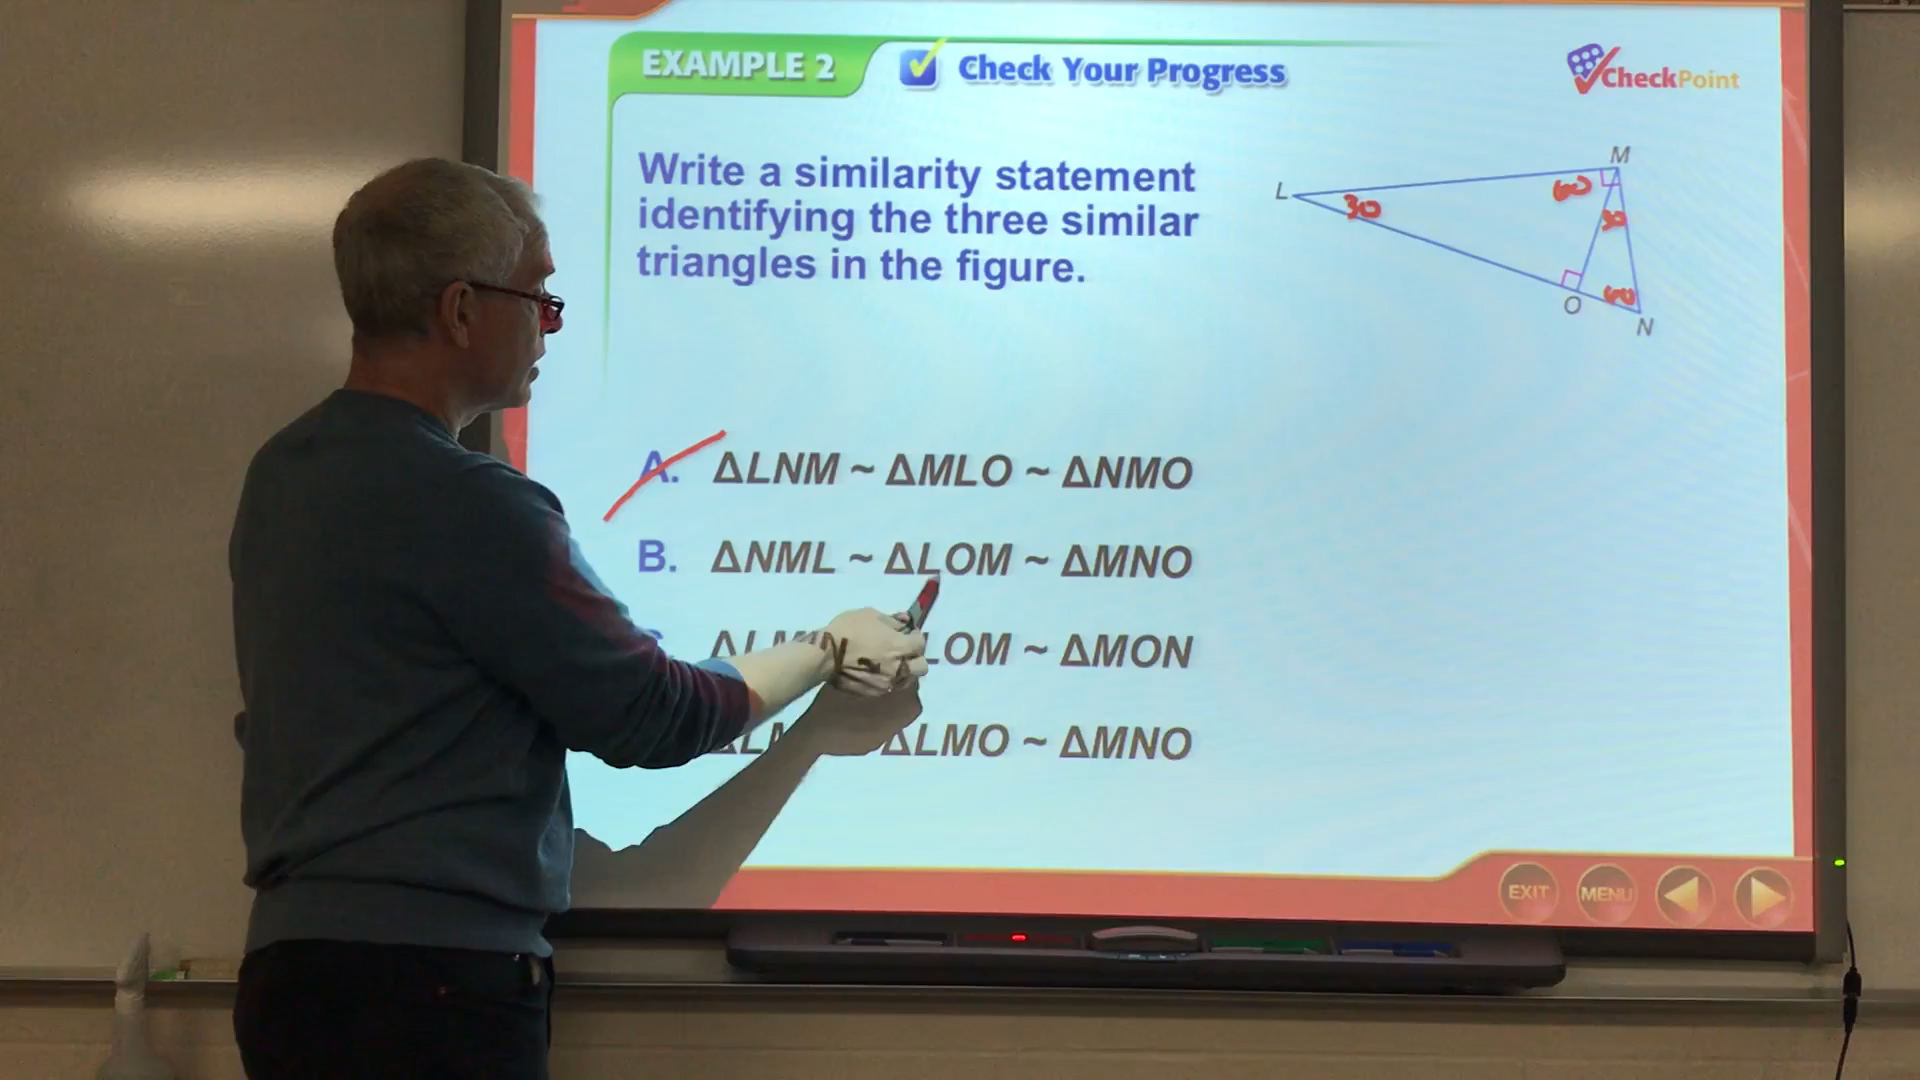 EXAMPLE 2
Check Your Progress
CheckPoint
Write a similarity statement
identifying the three similar
triangles in the figure.
M
L
60
30
30
O
60
N
A. ΔLNM ~ ΔMLO ~ ΔNMO
B. ΔNML ~ ΔLOM ~ ΔMNO
ΔLMN LOM ~ ΔMON
ΔLMO ~ ΔMNO
EXIT
MENU